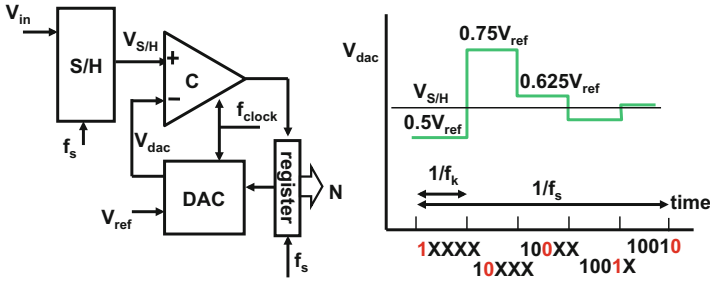 V_in
S/H
V_S/H
+
C
−
f_s
V_dac
f_clock
DAC
V_ref
register
N
f_s
V_dac
0.75V_ref
V_S/H
0.625V_ref
0.5V_ref
1/f_k
1/f_s
time
1XXXX
100XX
10010
10XXX
1001X